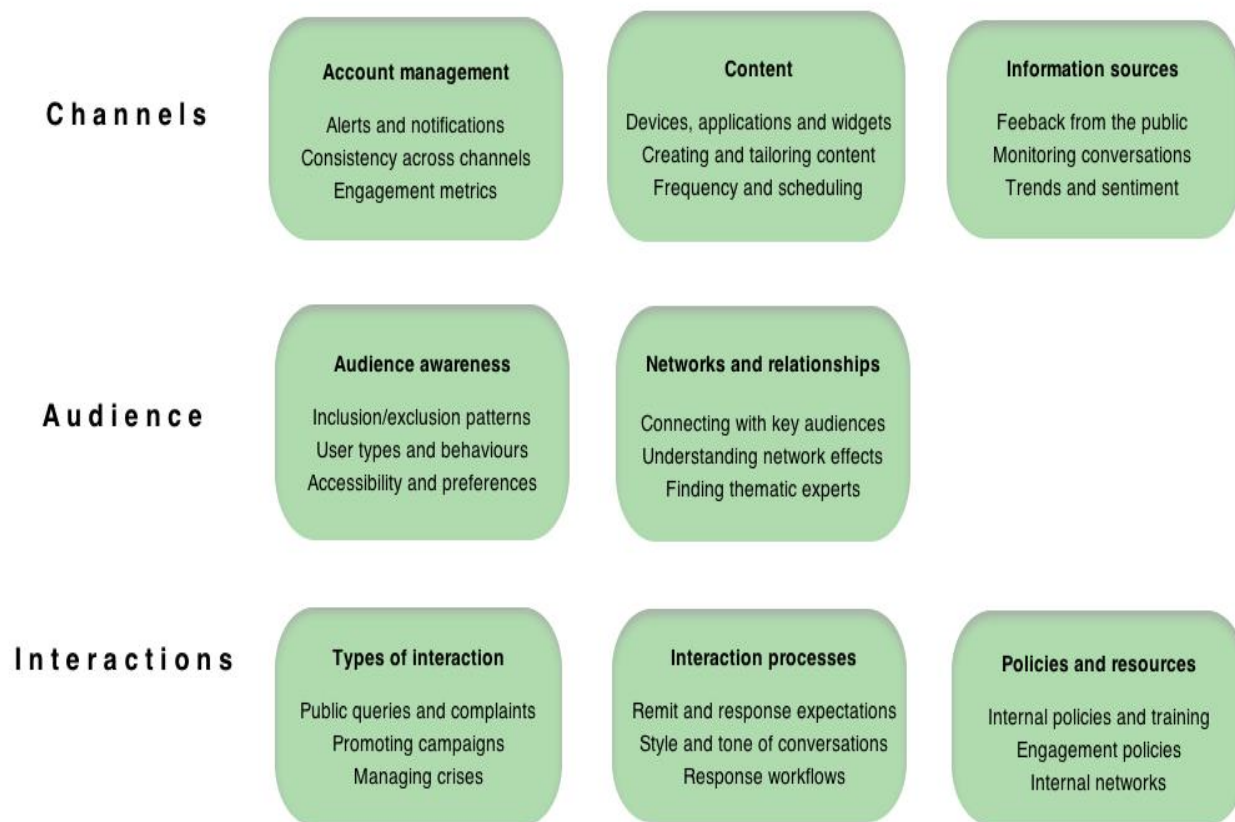 Channels
Account management
Alerts and notifications
Consistency across channels
Engagement metrics
Content
Devices, applications and widgets
Creating and tailoring content
Frequency and scheduling
Information sources
Feeback from the public
Monitoring conversations
Trends and sentiment
Audience
Audience awareness
Inclusion/exclusion patterns
User types and behaviours
Accessibility and preferences
Networks and relationships
Connecting with key audiences
Understanding network effects
Finding thematic experts
Interactions
Types of interaction
Public queries and complaints
Promoting campaigns
Managing crises
Interaction processes
Remit and response expectations
Style and tone of conversations
Response workflows
Policies and resources
Internal policies and training
Engagement policies
Internal networks